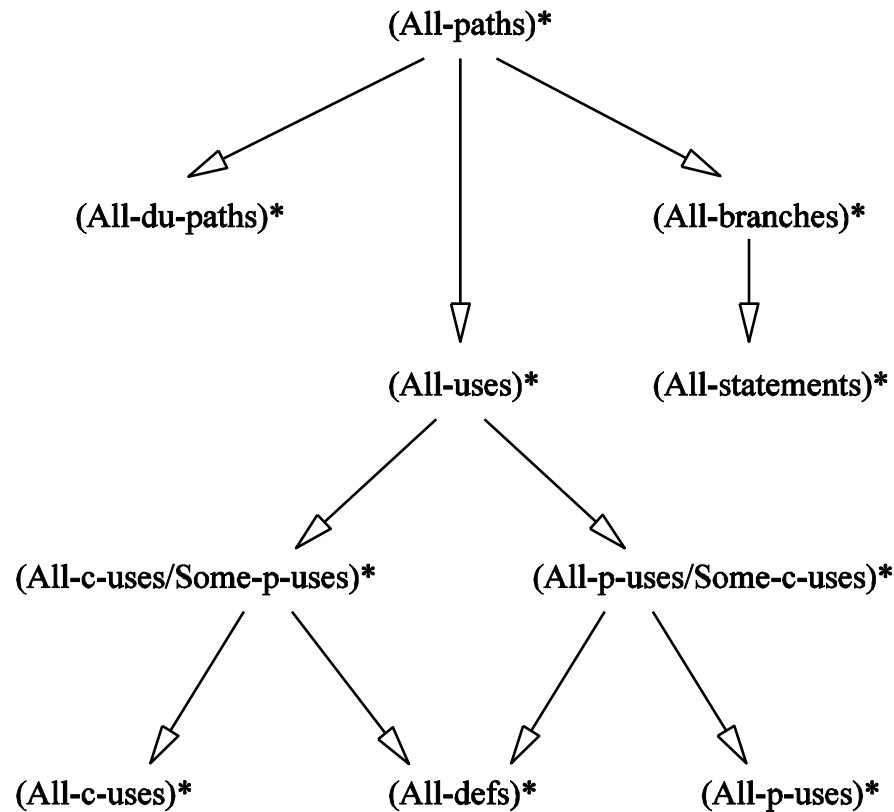 (All-paths)*
(All-du-paths)*
(All-branches)*
(All-uses)*
(All-statements)*
(All-c-uses/Some-p-uses)*
(All-p-uses/Some-c-uses)*
(All-c-uses)*
(All-defs)*
(All-p-uses)*